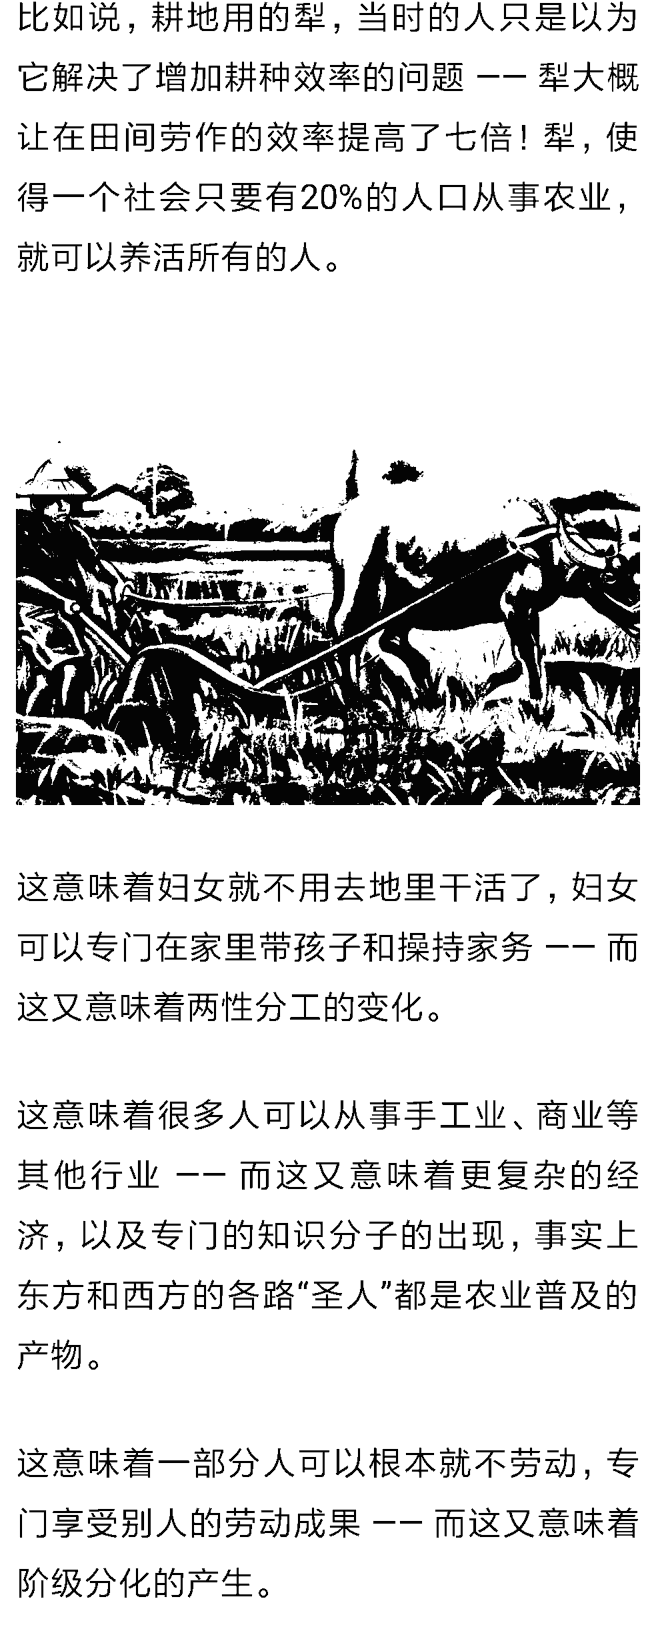 比如说，耕地用的犁，当时的人只是以为
它解决了增加耕种效率的问题 —— 犁大概
让在田间劳作的效率提高了七倍！犁，使
得一个社会只要有20%的人口从事农业，
就可以养活所有的人。
这意味着妇女就不用去地里干活了，妇女
可以专门在家里带孩子和操持家务 —— 而
这又意味着两性分工的变化。
这意味着很多人可以从事手工业、商业等
其他行业 —— 而这又意味着更复杂的经
济，以及专门的知识分子的出现，事实上
东方和西方的各路“圣人”都是农业普及的
产物。
这意味着一部分人可以根本就不劳动，专
门享受别人的劳动成果 —— 而这又意味着
阶级分化的产生。